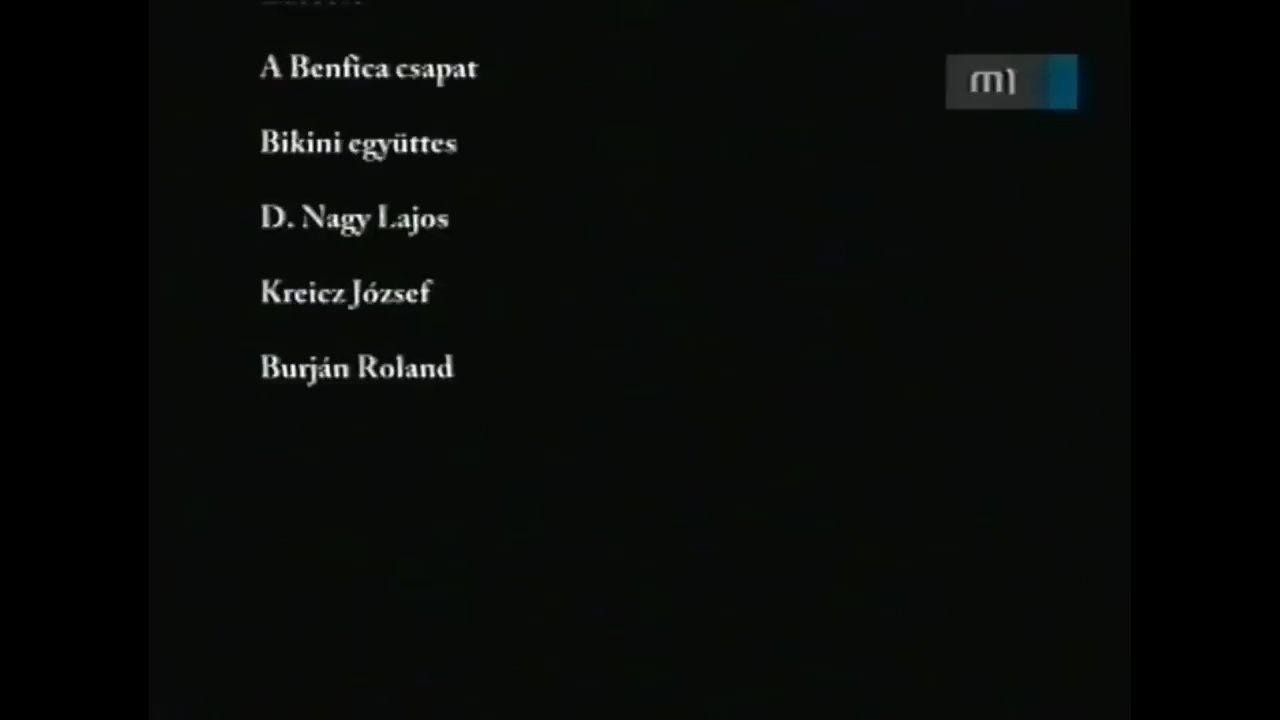 A Benfica csapat
m1
Bikini együttes
D. Nagy Lajos
Kreicz József
Burján Roland